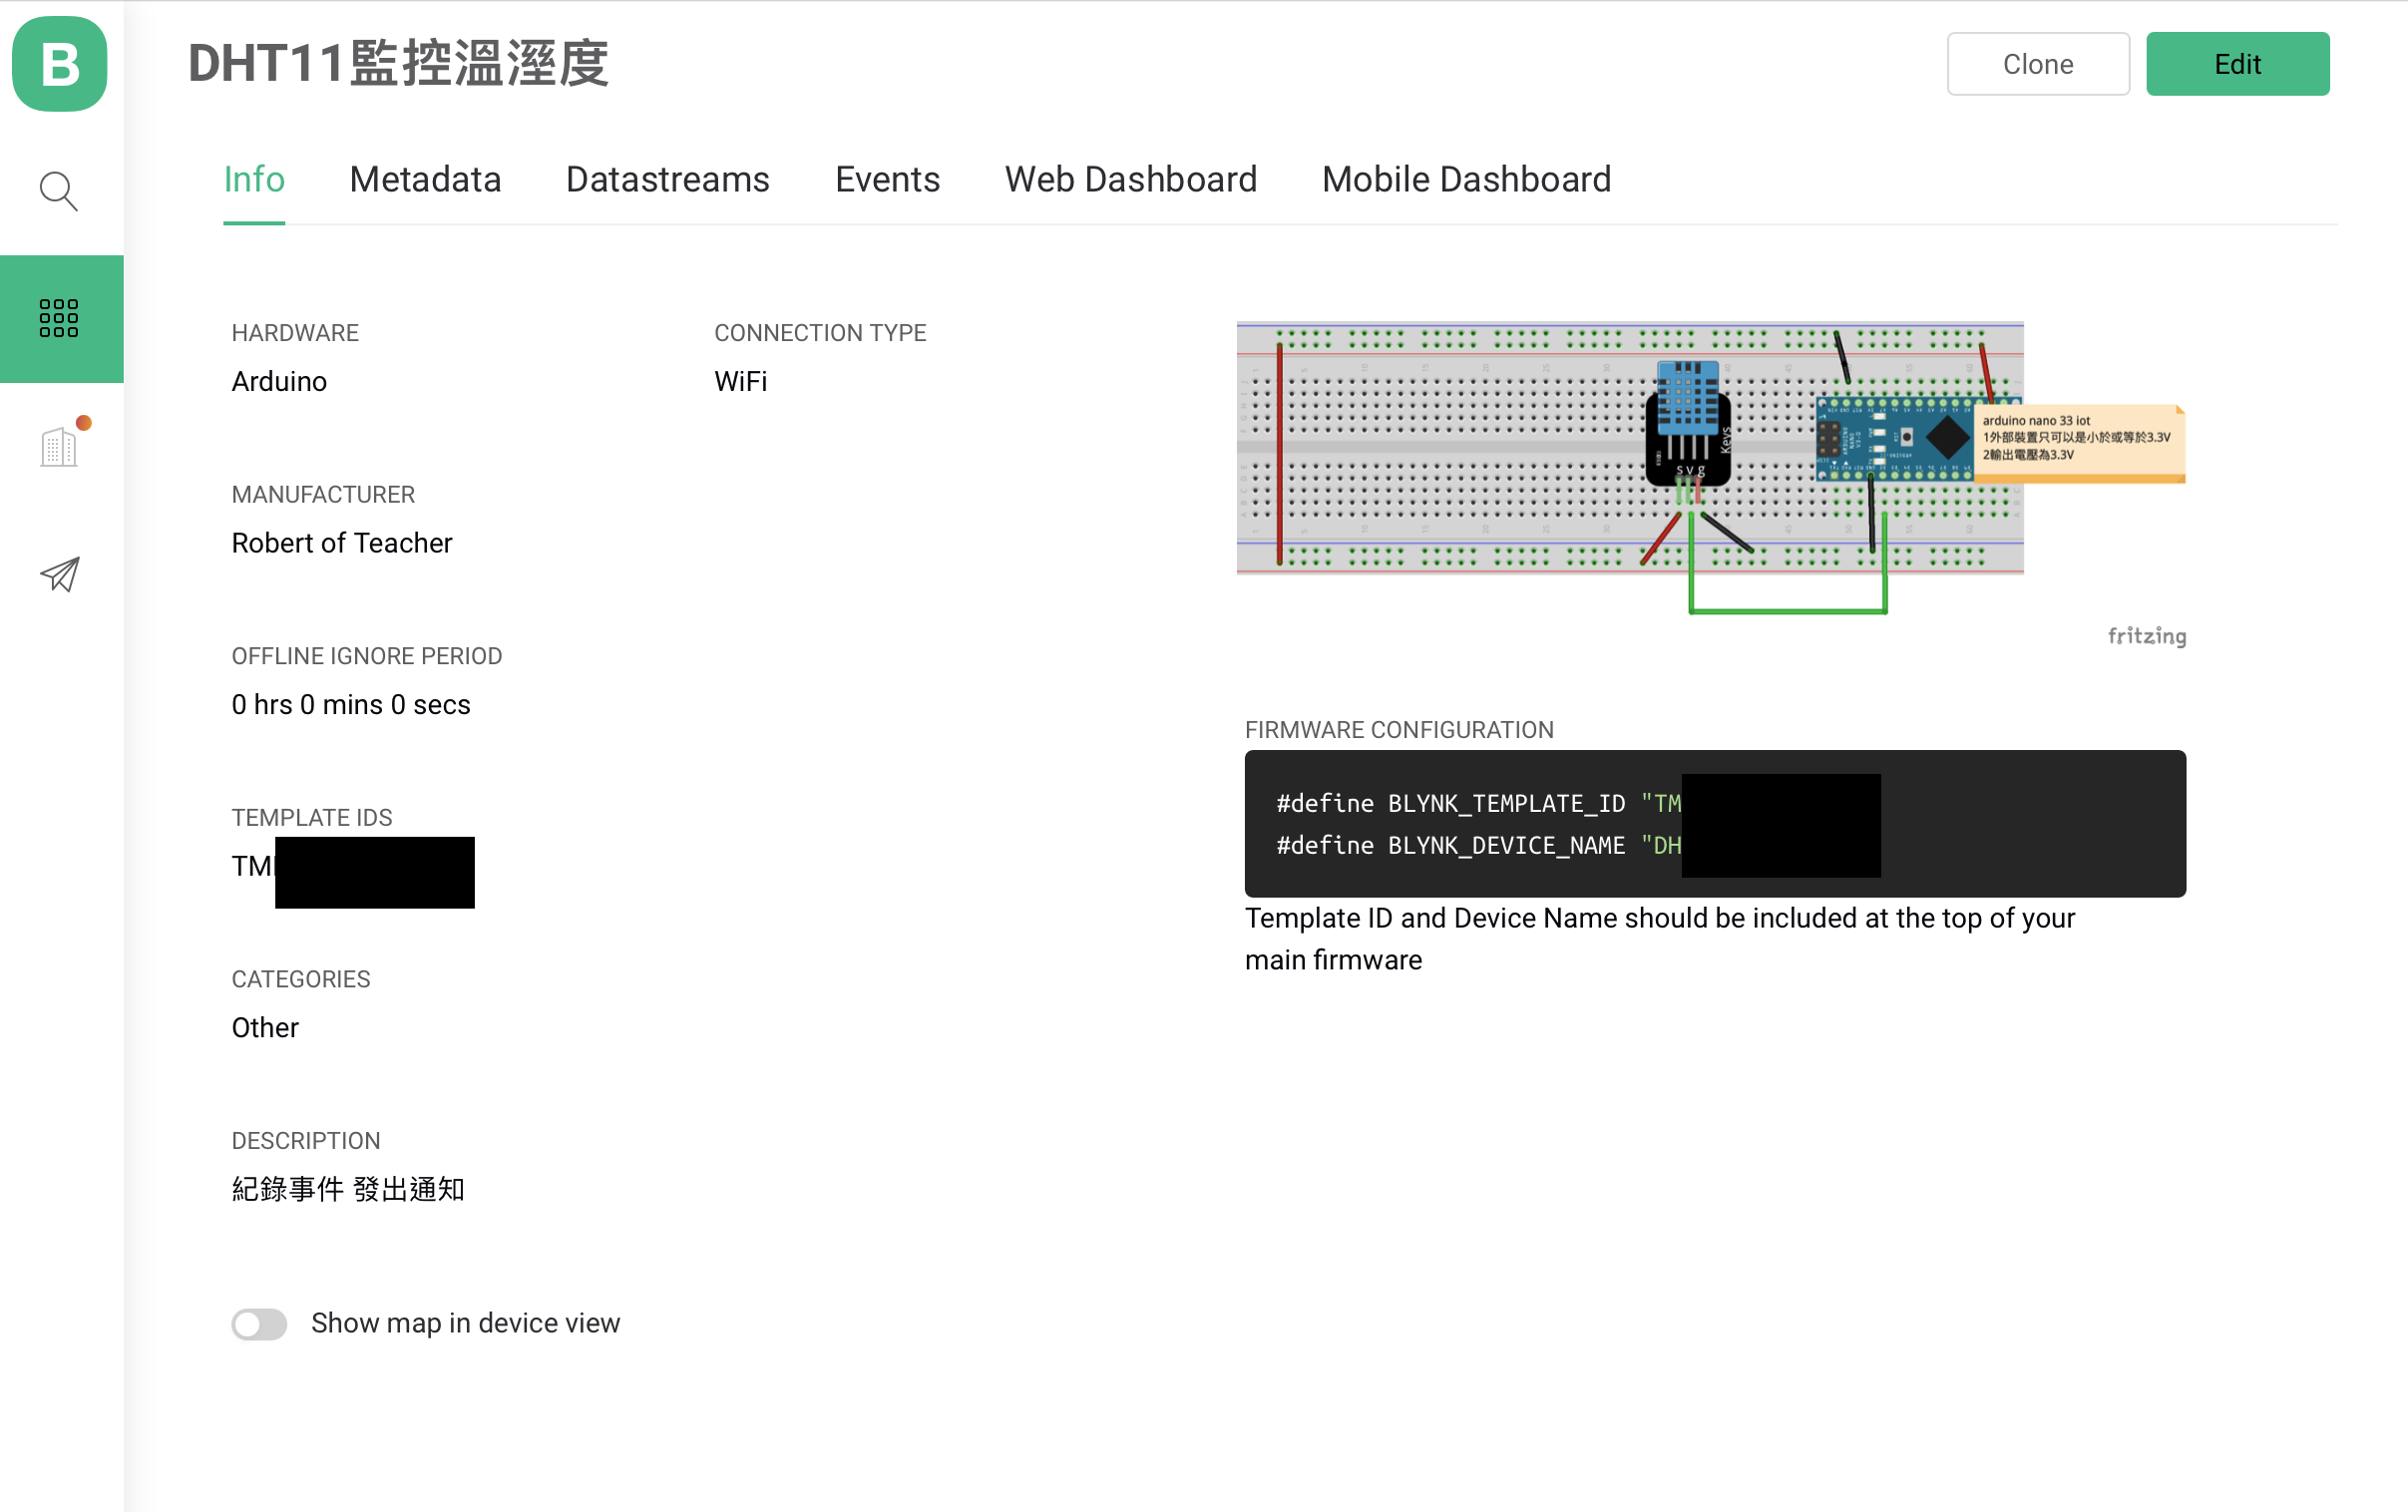 B
DHT11監控溫溼度
Clone
Edit
Info
Metadata
Datastreams
Events
Web Dashboard
Mobile Dashboard
HARDWARE
Arduino
CONNECTION TYPE
WiFi
MANUFACTURER
Robert of Teacher
OFFLINE IGNORE PERIOD
0 hrs 0 mins 0 secs
TEMPLATE IDS
TM
CATEGORIES
Other
DESCRIPTION
紀錄事件 發出通知
Show map in device view
Keys
S V g
arduino nano 33 iot
1外部裝置只可以是小於或等於3.3V
2輸出電壓為3.3V
fritzing
FIRMWARE CONFIGURATION
#define BLYNK_TEMPLATE_ID "TM
#define BLYNK_DEVICE_NAME "DH
Template ID and Device Name should be included at the top of your
main firmware